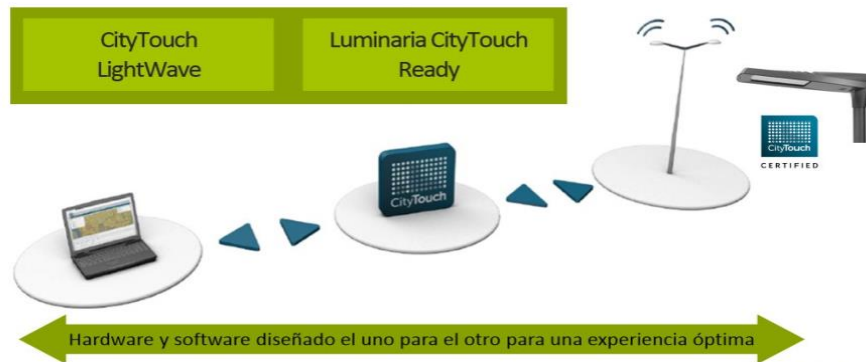 CityTouch
LightWave
Luminaria CityTouch
Ready
CityTouch
CityTouch
CERTIFIED
Hardware y software diseñado el uno para el otro para una experiencia óptima